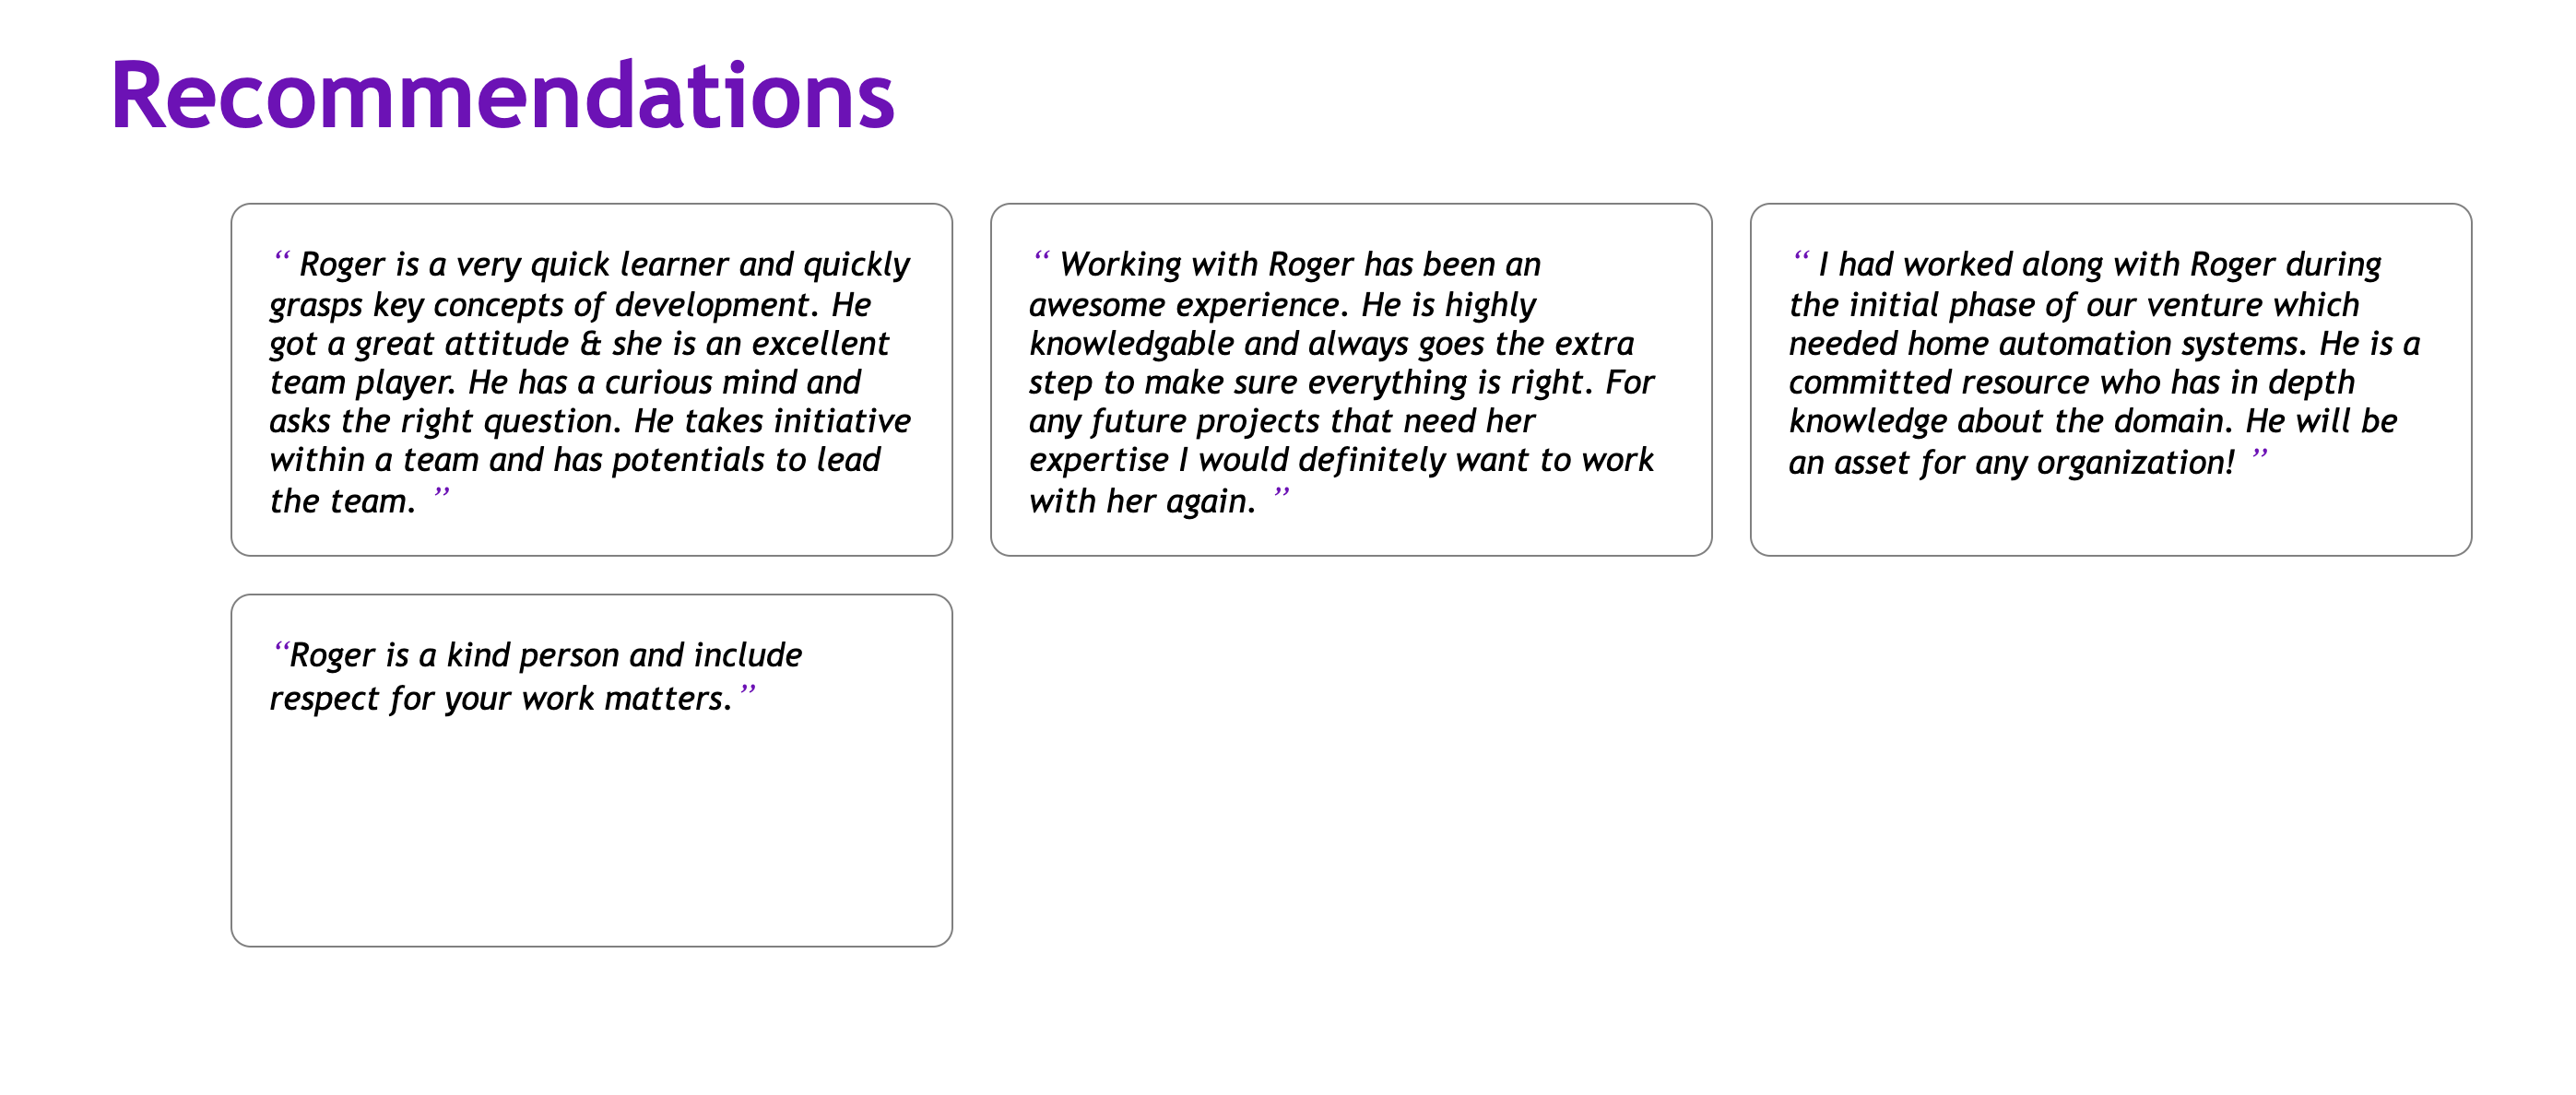 Recommendations
“ Roger is a very quick learner and quickly
grasps key concepts of development. He
got a great attitude & she is an excellent
team player. He has a curious mind and
asks the right question. He takes initiative
within a team and has potentials to lead
the team. ”
“ Working with Roger has been an
awesome experience. He is highly
knowledgable and always goes the extra
step to make sure everything is right. For
any future projects that need her
expertise I would definitely want to work
with her again. ”
“ I had worked along with Roger during
the initial phase of our venture which
needed home automation systems. He is a
committed resource who has in depth
knowledge about the domain. He will be
an asset for any organization! ”
“Roger is a kind person and include
respect for your work matters.”